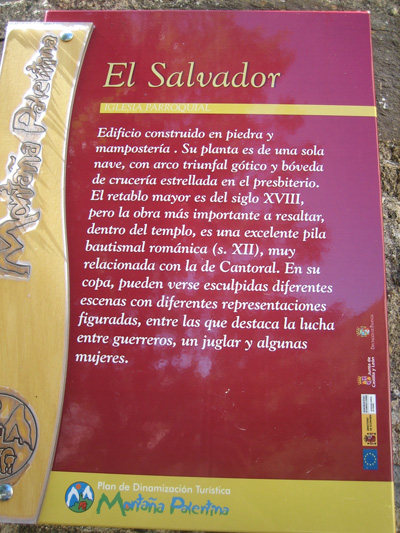 Montaña Palentina
El Salvador
IGLESIA PARROQUIAL
Edificio construido en piedra y
mampostería . Su planta es de una sola
nave, con arco triunfal gótico y bóveda
de crucería estrellada en el presbiterio.
El retablo mayor es del siglo XVIII,
pero la obra más importante a resaltar,
dentro del templo, es una excelente pila
bautismal románica (s. XII), muy
relacionada con la de Cantoral. En su
copa, pueden verse esculpidas diferentes
escenas con diferentes representaciones
figuradas, entre las que destaca la lucha
entre guerreros, un juglar y algunas
mujeres.
Junta de
Castilla y León
Plan de Dinamización Turística
Montaña Palentina